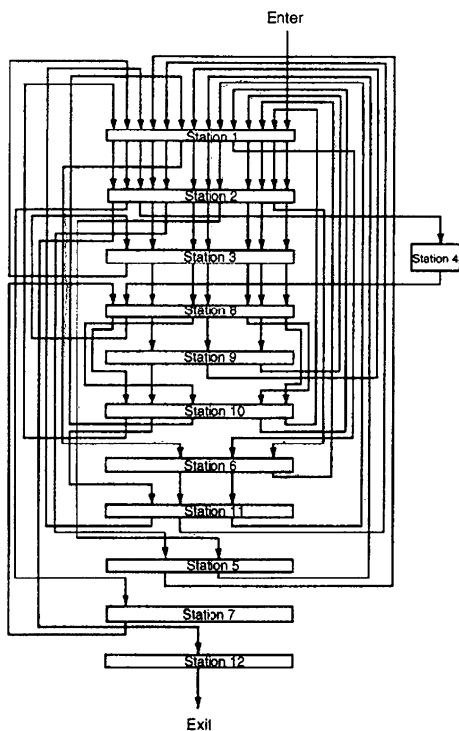 Enter
Station 1
Station 2
Station 3
Station 4
Station 8
Station 9
Station 10
Station 6
Station 11
Station 5
Station 7
Station 12
Exit